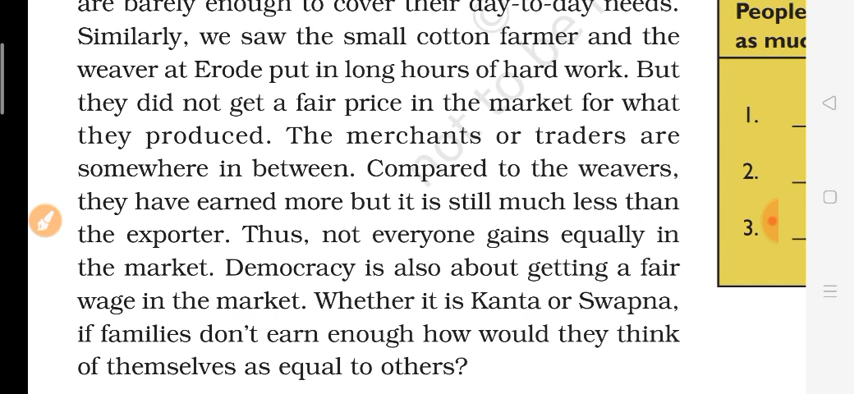 are barely enough to cover their day-to-day needs.
Similarly, we saw the small cotton farmer and the
weaver at Erode put in long hours of hard work. But
they did not get a fair price in the market for what
they produced. The merchants or traders are
somewhere in between. Compared to the weavers,
they have earned more but it is still much less than
the exporter. Thus, not everyone gains equally in
the market. Democracy is also about getting a fair
wage in the market. Whether it is Kanta or Swapna,
if families don't earn enough how would they think
of themselves as equal to others?
People
as muc
1.
2.
3.
not to be
©